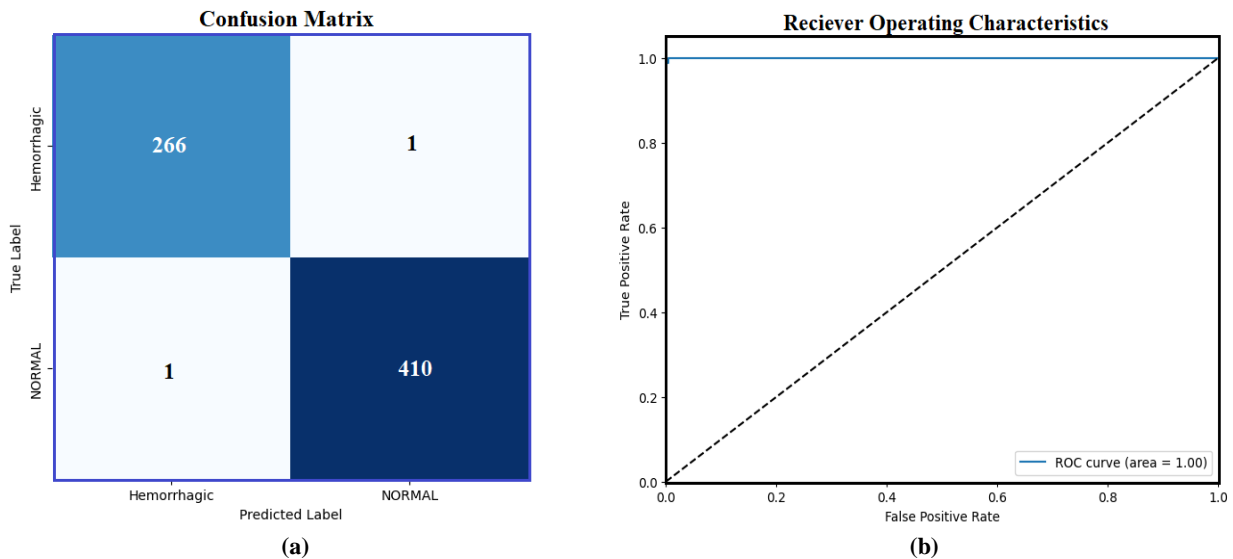 Confusion Matrix
Hemorrhagic
266
1
True Label
NORMAL
1
410
Hemorrhagic
NORMAL
Predicted Label
(a)
Reciever Operating Characteristics
1.0
0.8
0.6
0.4
0.2
0.0
True Positive Rate
ROC curve (area = 1.00)
0.0
0.2
0.4
0.6
0.8
1.0
False Positive Rate
(b)